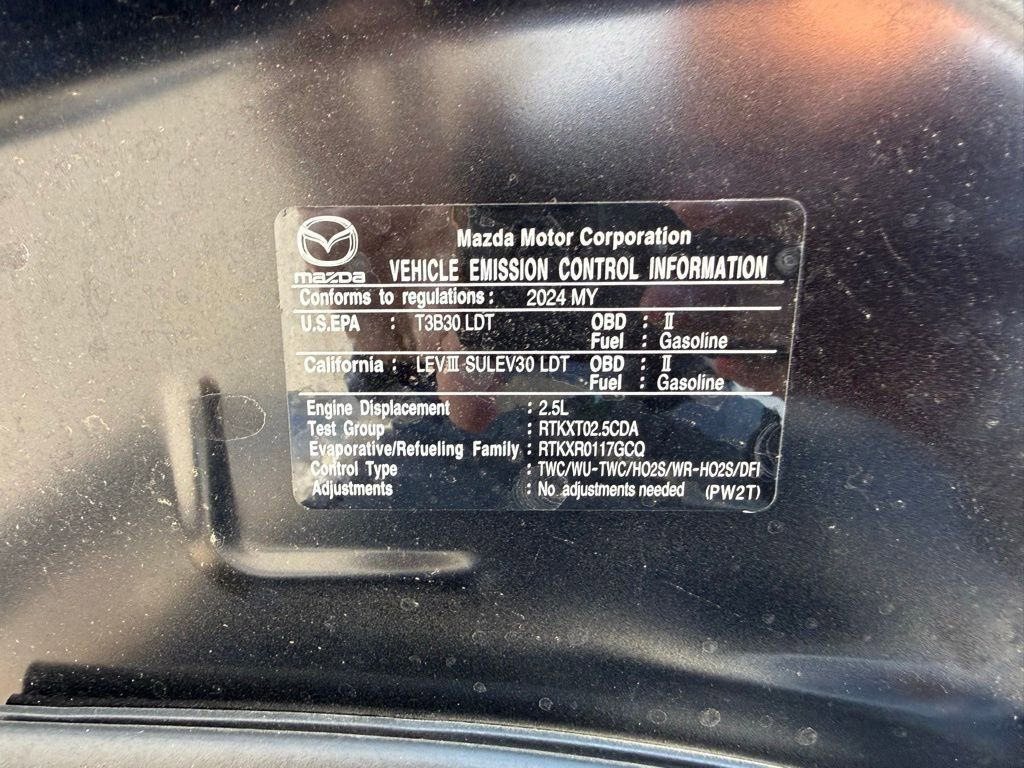 mazda
Mazda Motor Corporation
VEHICLE EMISSION CONTROL INFORMATION
Conforms to regulations : 2024 MY
U.S.EPA : T3B30 LDT OBD : II
Fuel : Gasoline
California : LEVIII SULEV30 LDT OBD : II
Fuel : Gasoline
Engine Displacement : 2.5L
Test Group : RTKXT02.5CDA
Evaporative/Refueling Family : RTKXR0117GCQ
Control Type : TWC/WU-TWC/HO2S/WR-HO2S/DFI
Adjustments : No adjustments needed (PW2T)